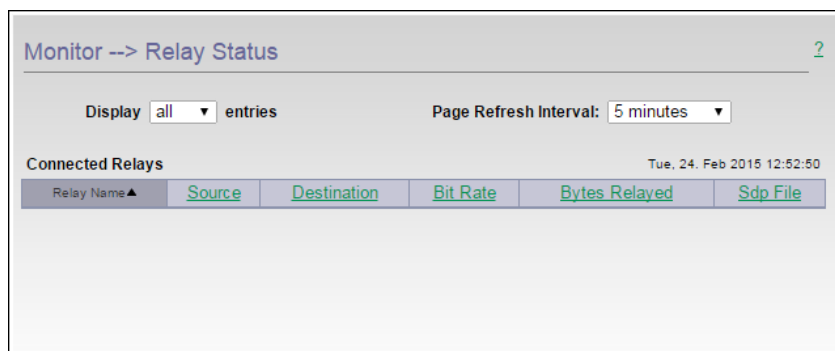 Monitor --> Relay Status ?
Display all ▼ entries Page Refresh Interval: 5 minutes ▼
Connected Relays Tue, 24. Feb 2015 12:52:50
Relay Name▲ Source Destination Bit Rate Bytes Relayed Sdp File